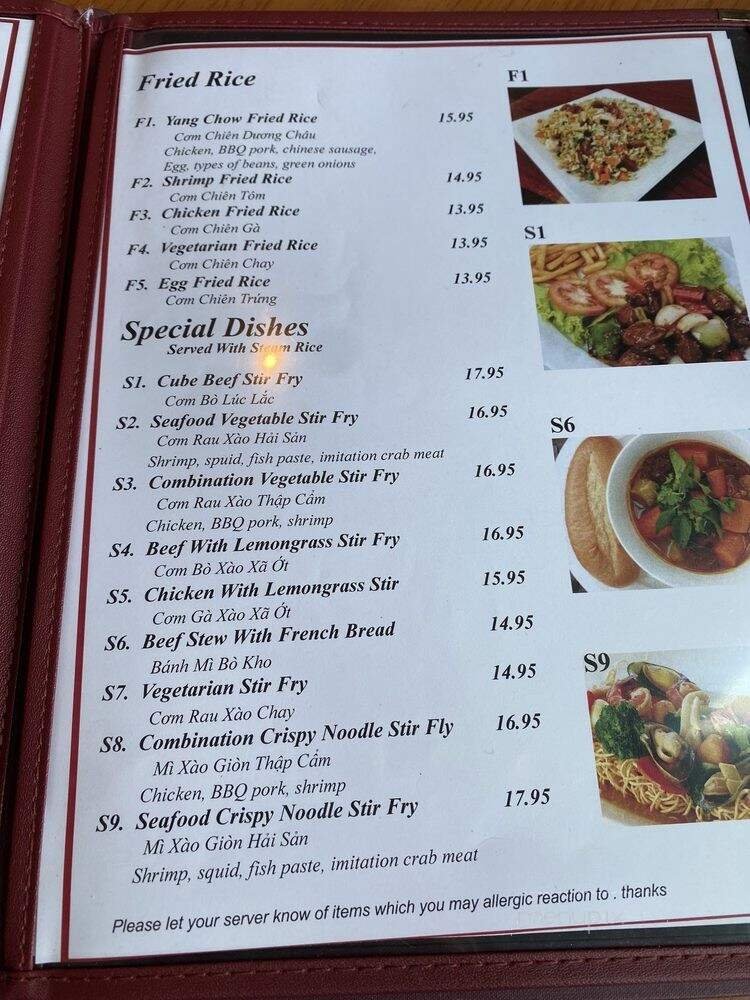 Fried Rice
F1
F1. Yang Chow Fried Rice 15.95
Cơm Chiên Dương Châu
Chicken, BBQ pork, chinese sausage,
Egg, types of beans, green onions
F2. Shrimp Fried Rice 14.95
Cơm Chiên Tôm
F3. Chicken Fried Rice 13.95
Cơm Chiên Gà
S1
F4. Vegetarian Fried Rice 13.95
Cơm Chiên Chay
F5. Egg Fried Rice 13.95
Cơm Chiên Trứng
Special Dishes
Served With Steam Rice
S1. Cube Beef Stir Fry 17.95
Cơm Bò Lúc Lắc
S2. Seafood Vegetable Stir Fry 16.95
Cơm Rau Xào Hải Sản
Shrimp, spuid, fish paste, imitation crab meat
S6
S3. Combination Vegetable Stir Fry 16.95
Cơm Rau Xào Thập Cẩm
Chicken, BBQ pork, shrimp
S4. Beef With Lemongrass Stir Fry 16.95
Cơm Bò Xào Xã Ớt
S5. Chicken With Lemongrass Stir 15.95
Cơm Gà Xào Xã Ớt
S6. Beef Stew With French Bread 14.95
Bánh Mì Bò Kho
S7. Vegetarian Stir Fry 14.95
Cơm Rau Xào Chay
S9
S8. Combination Crispy Noodle Stir Fly 16.95
Mì Xào Giòn Thập Cẩm
Chicken, BBQ pork, shrimp
S9. Seafood Crispy Noodle Stir Fry 17.95
Mì Xào Giòn Hải Sản
Shrimp, squid, fish paste, imitation crab meat
Please let your server know of items which you may allergic reaction to . thanks